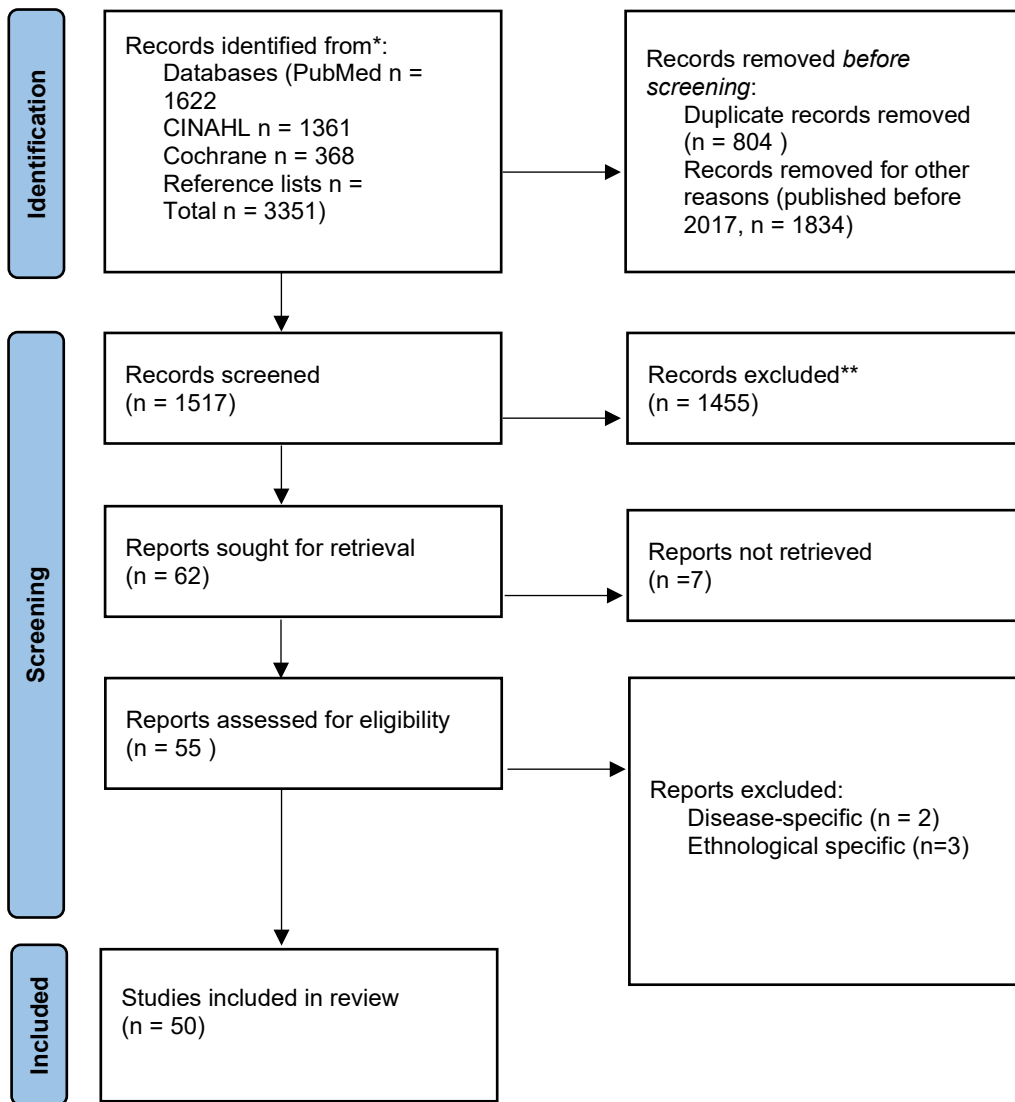 Identification
Records identified from*:
Databases (PubMed n =
1622
CINAHL n = 1361
Cochrane n = 368
Reference lists n =
Total n = 3351)
Records removed before
screening:
Duplicate records removed
(n = 804 )
Records removed for other
reasons (published before
2017, n = 1834)
Screening
Records screened
(n = 1517)
Records excluded**
(n = 1455)
Reports sought for retrieval
(n = 62)
Reports not retrieved
(n =7)
Reports assessed for eligibility
(n = 55 )
Reports excluded:
Disease-specific (n = 2)
Ethnological specific (n=3)
Included
Studies included in review
(n = 50)